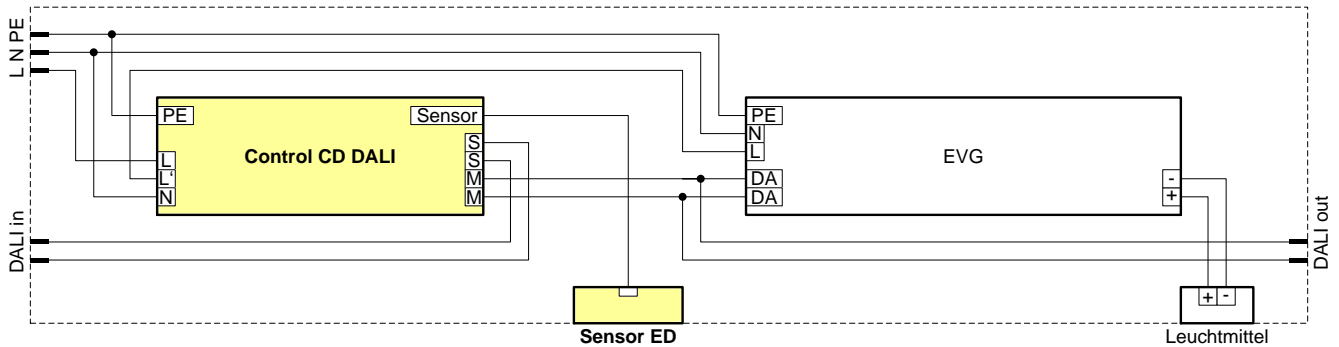 L N PE
PE
Sensor
PE
Control CD DALI
S
N
L
S
L
EVG
L'
M
DA
-
N
M
DA
+
DALI in
DALI out
+ -
Sensor ED
Leuchtmittel